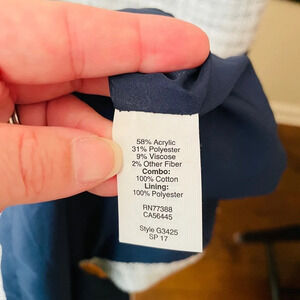 58% Acrylic
31% Polyester
9% Viscose
2% Other Fiber
Combo:
100% Cotton
Lining:
100% Polyester
RN77388
CA56445
Style G3425
SP 17